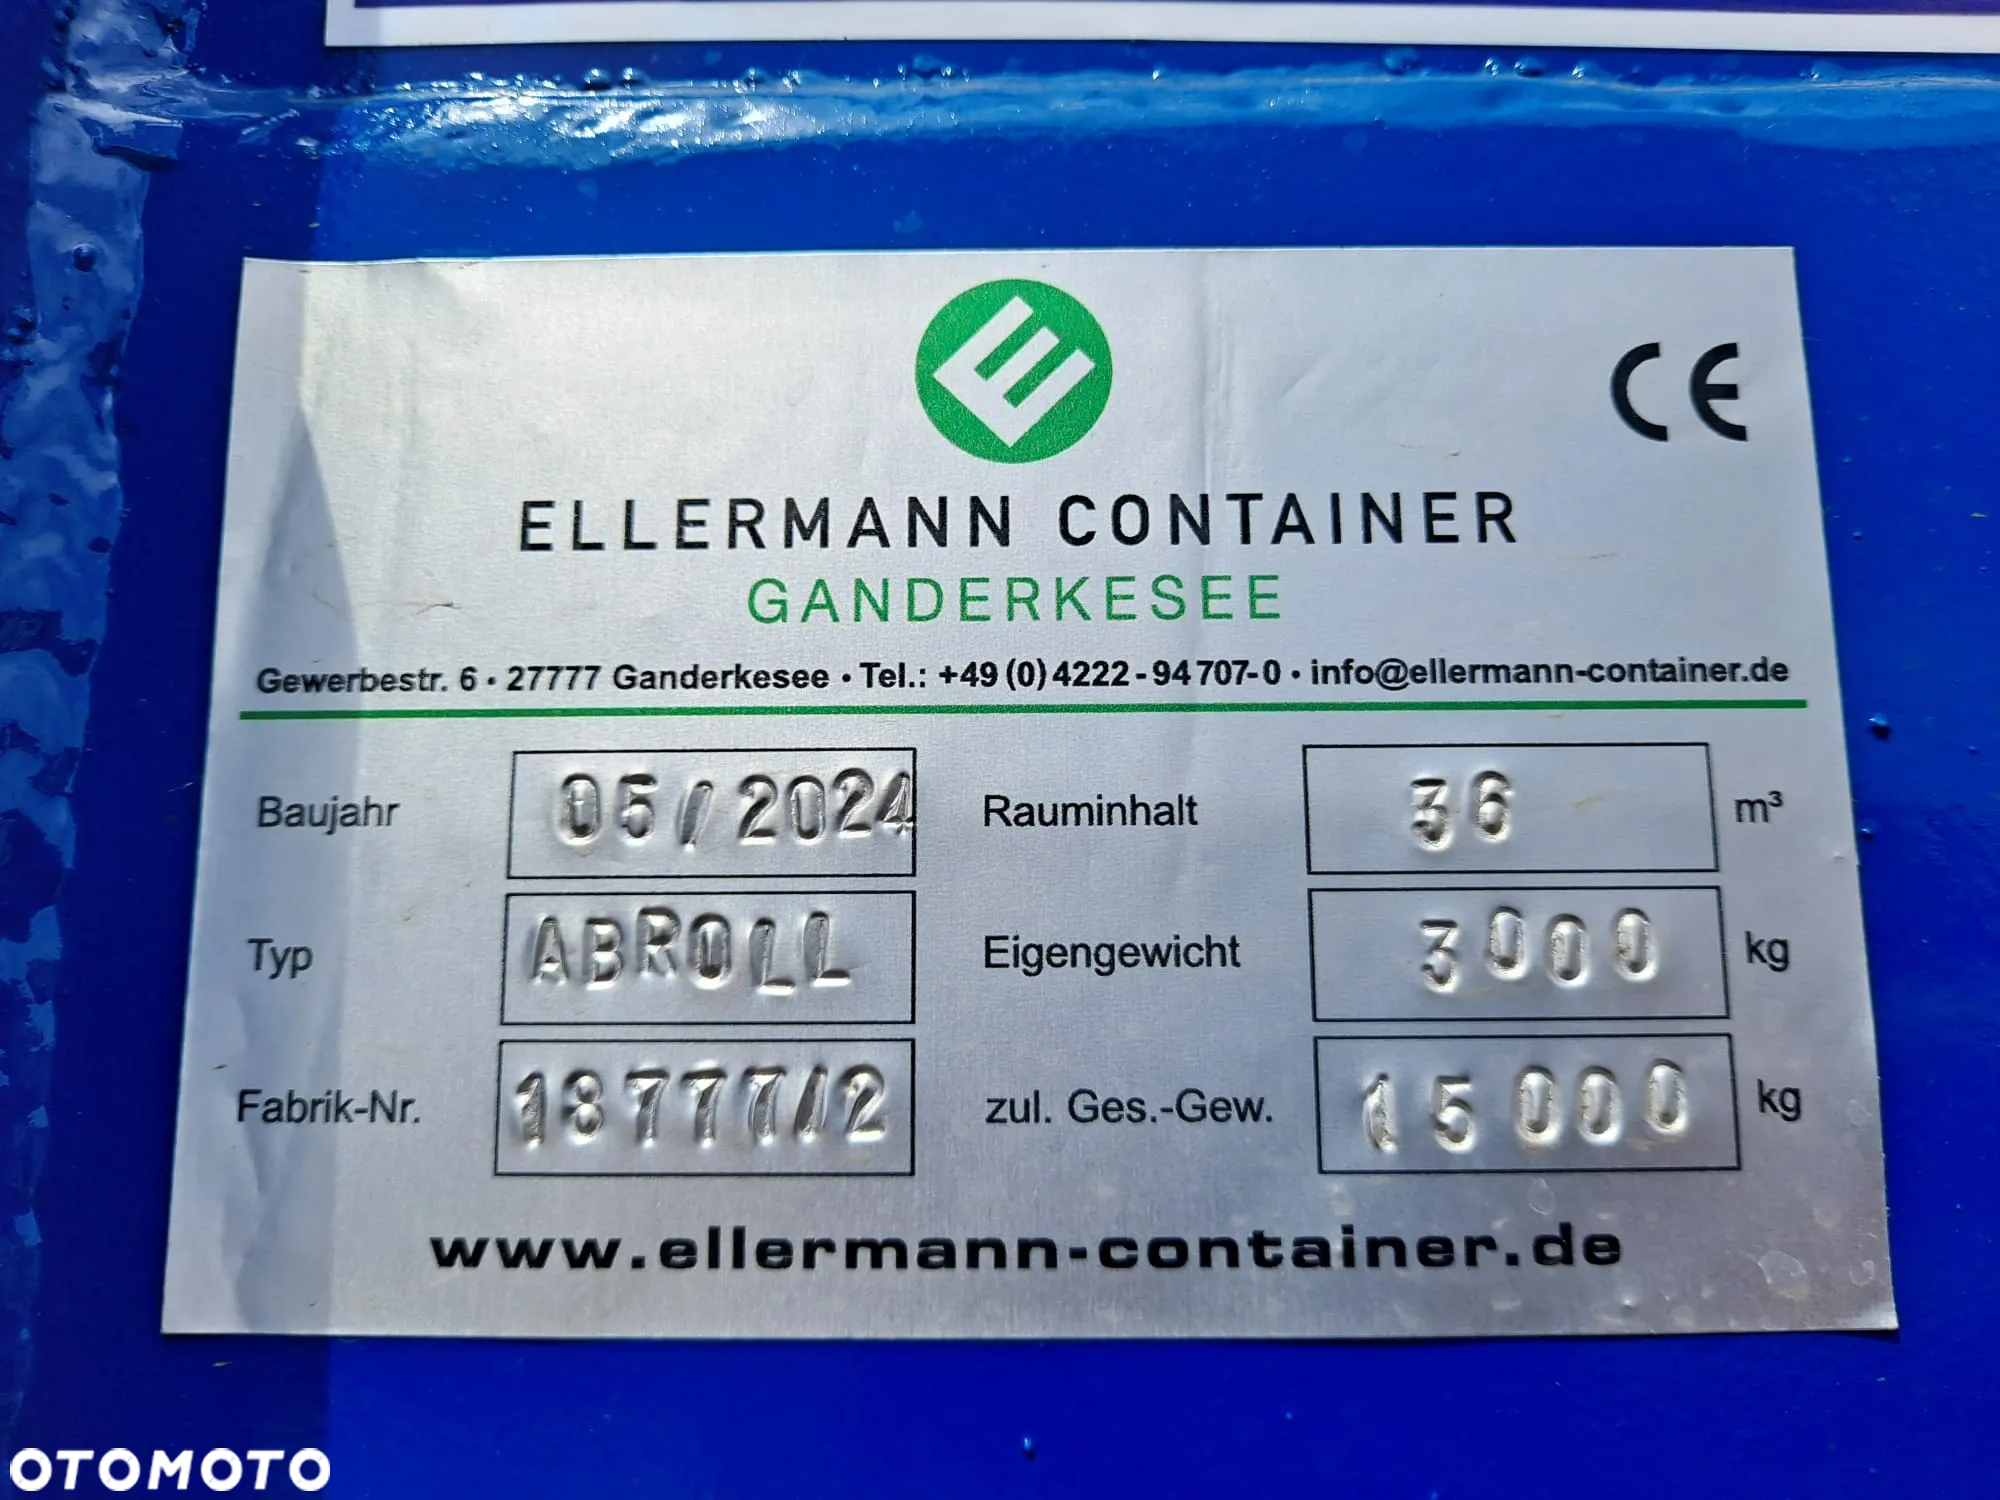 CE
ELLERMANN CONTAINER
GANDERKESEE
Gewerbestr. 6 • 27777 Ganderkesee • Tel.: +49 (0) 4222 - 94 707-0 • info@ellermann-container.de
Baujahr 05/2024 Rauminhalt 36 m³
Typ ABROLL Eigengewicht 3000 kg
Fabrik-Nr. 18777/2 zul. Ges.-Gew. 15000 kg
www.ellermann-container.de
OTOMOTO